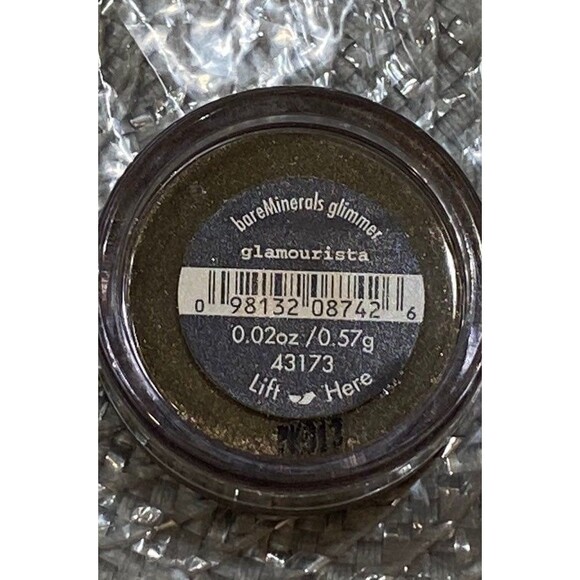 bareMinerals glimmer
glamourista
0 98132 08742 6
0.02oz /0.57g
43173
Lift Here